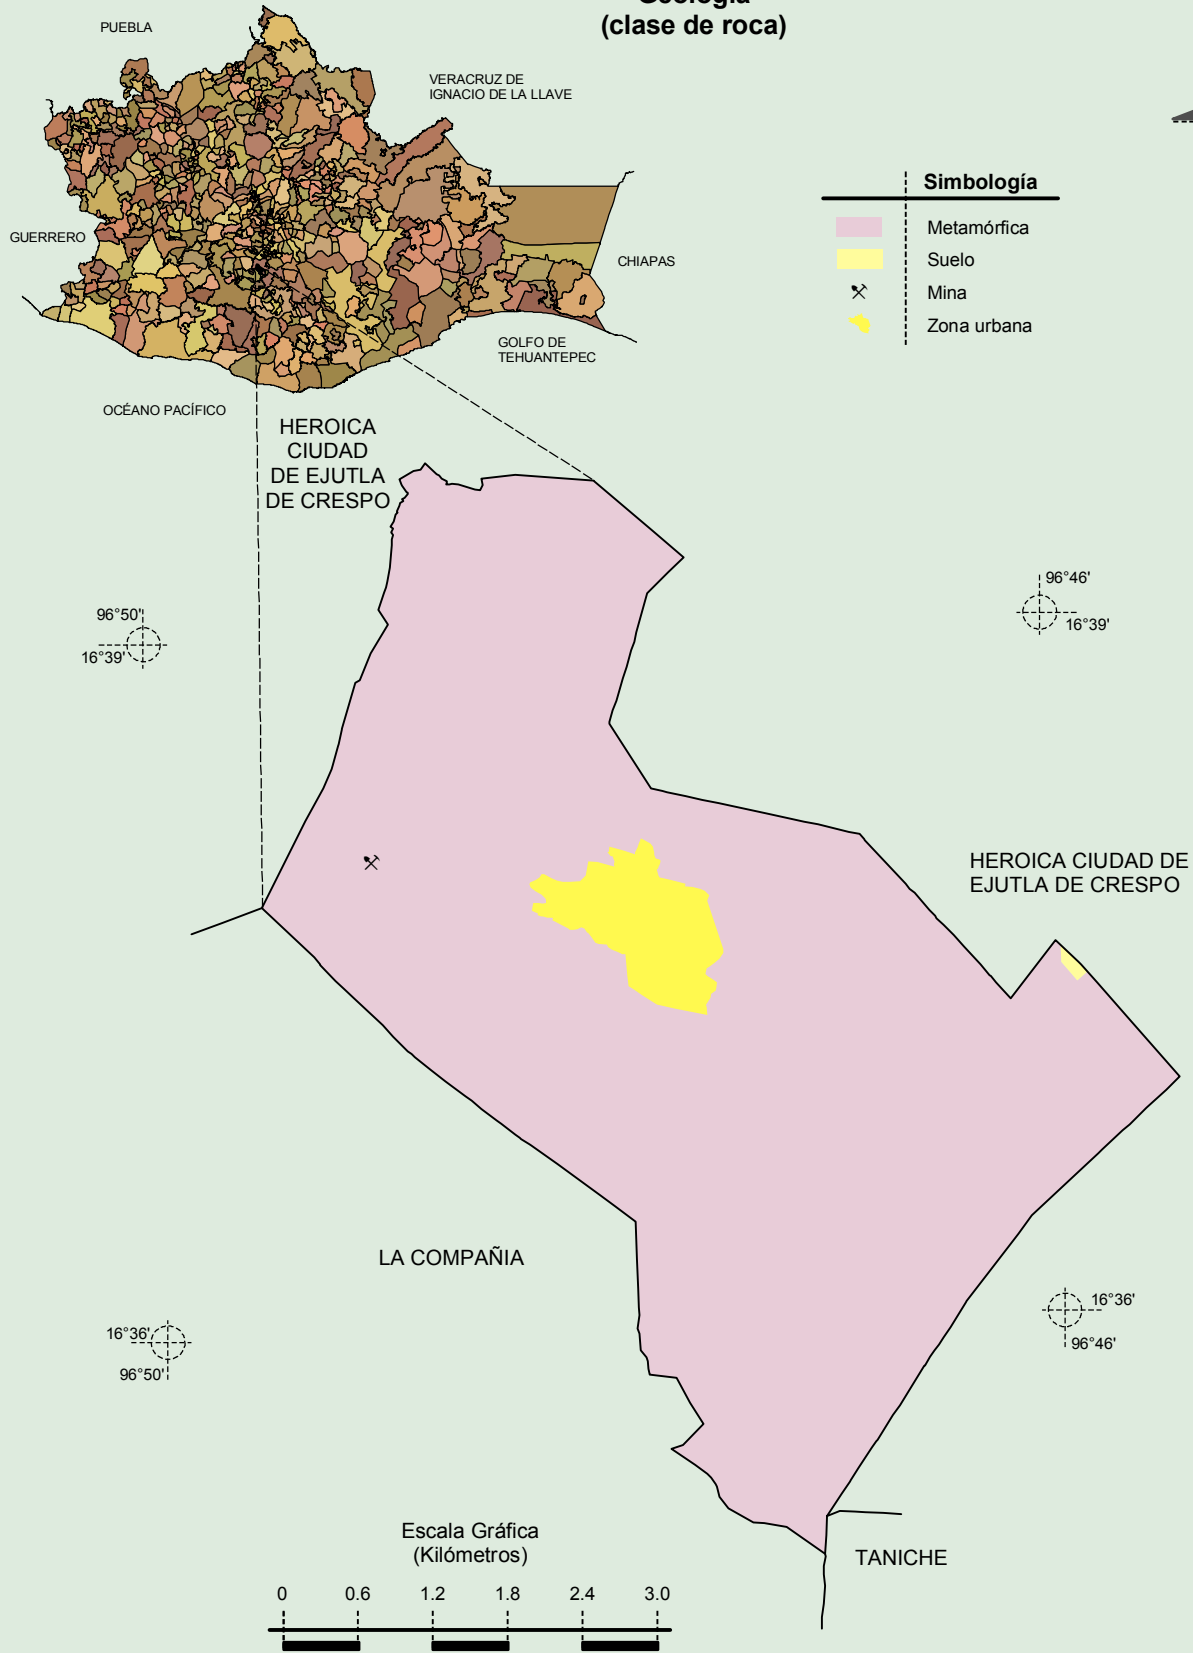 Geología
(clase de roca)
PUEBLA
VERACRUZ DE
IGNACIO DE LA LLAVE
GUERRERO
CHIAPAS
GOLFO DE
TEHUANTEPEC
OCÉANO PACÍFICO
Simbología
Metamórfica
Suelo
Mina
Zona urbana
HEROICA
CIUDAD
DE EJUTLA
DE CRESPO
96°50'
16°39'
96°46'
16°39'
HEROICA CIUDAD DE
EJUTLA DE CRESPO
LA COMPAÑIA
16°36'
96°50'
16°36'
96°46'
TANICHE
Escala Gráfica
(Kilómetros)
0 0.6 1.2 1.8 2.4 3.0